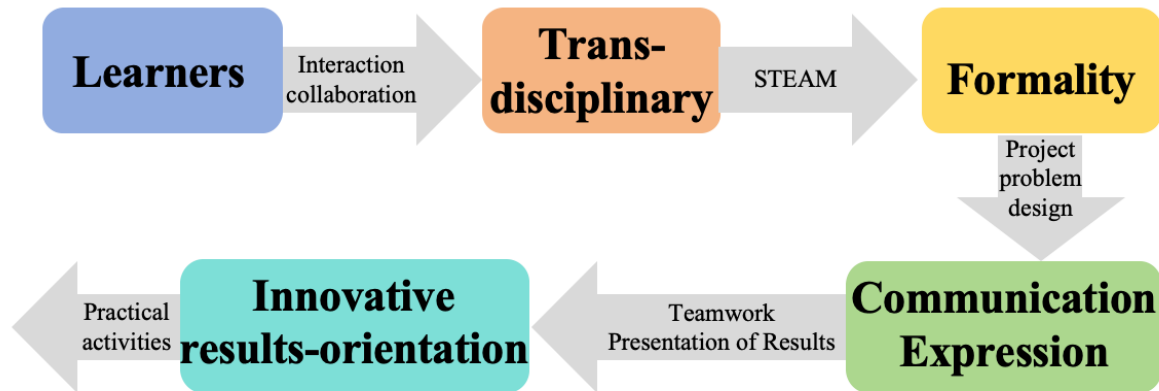 Learners
Interaction
collaboration
Trans-
disciplinary
STEAM
Formality
Project
problem
design
Communication
Expression
Teamwork
Presentation of Results
Innovative
results-orientation
Practical
activities